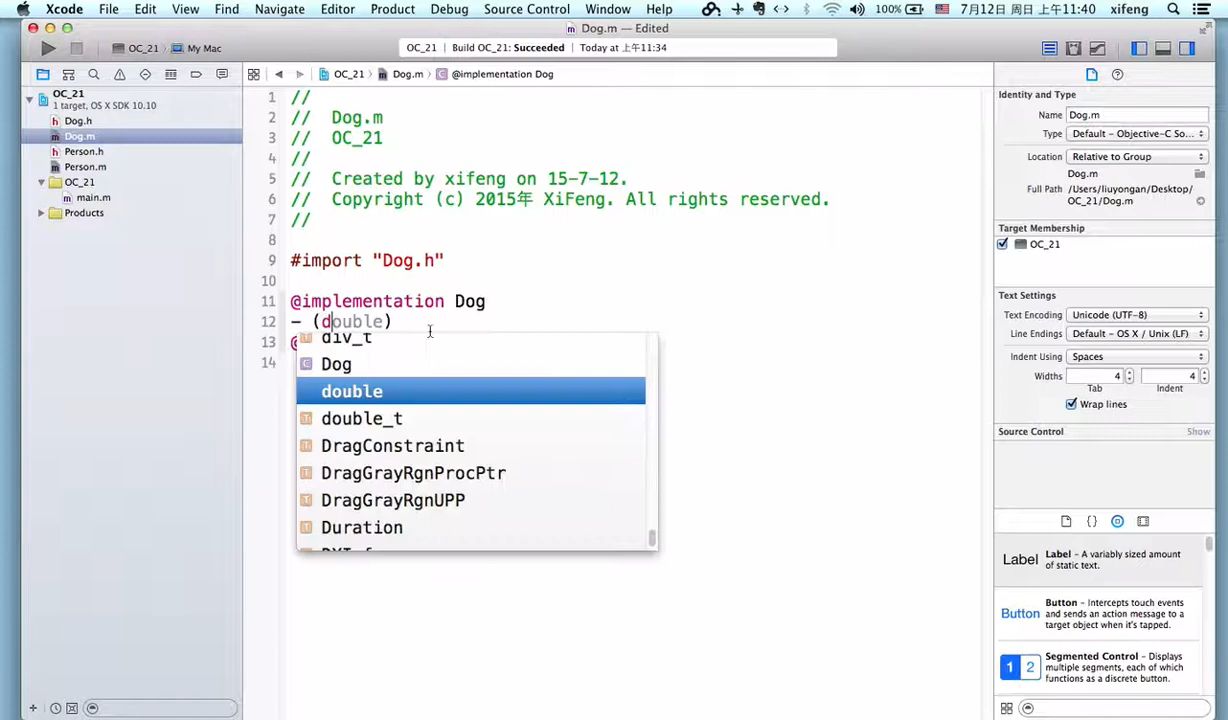 Xcode File Edit View Find Navigate Editor Product Debug Source Control Window Help 100% 7月12日 周日 上午11:40 xifeng
Dog.m — Edited
OC_21 My Mac OC_21 Build OC_21: Succeeded Today at 上午11:34
OC_21 Dog.m @implementation Dog
OC_21
1 target, OS X SDK 10.10
Dog.h
Dog.m
Person.h
Person.m
OC_21
main.m
Products
1 //
2 // Dog.m
3 // OC_21
4 //
5 // Created by xifeng on 15-7-12.
6 // Copyright (c) 2015年 XiFeng. All rights reserved.
7 //
8
9 #import "Dog.h"
10
11 @implementation Dog
12 - (double)
13 @
14
div_t
Dog
double
double_t
DragConstraint
DragGrayRgnProcPtr
DragGrayRgnUPP
Duration
Identity and Type
Name Dog.m
Type Default - Objective-C So...
Location Relative to Group
Dog.m
Full Path /Users/liuyongan/Desktop/
OC_21/Dog.m
Target Membership
OC_21
Text Settings
Text Encoding Unicode (UTF-8)
Line Endings Default - OS X / Unix (LF)
Indent Using Spaces
Widths 4 4
Tab Indent
Wrap lines
Source Control Show
Label Label – A variably sized amount
of static text.
Button Button – Intercepts touch events
and sends an action message to a
target object when it's tapped.
1 2 Segmented Control – Displays
multiple segments, each of which
functions as a discrete button.